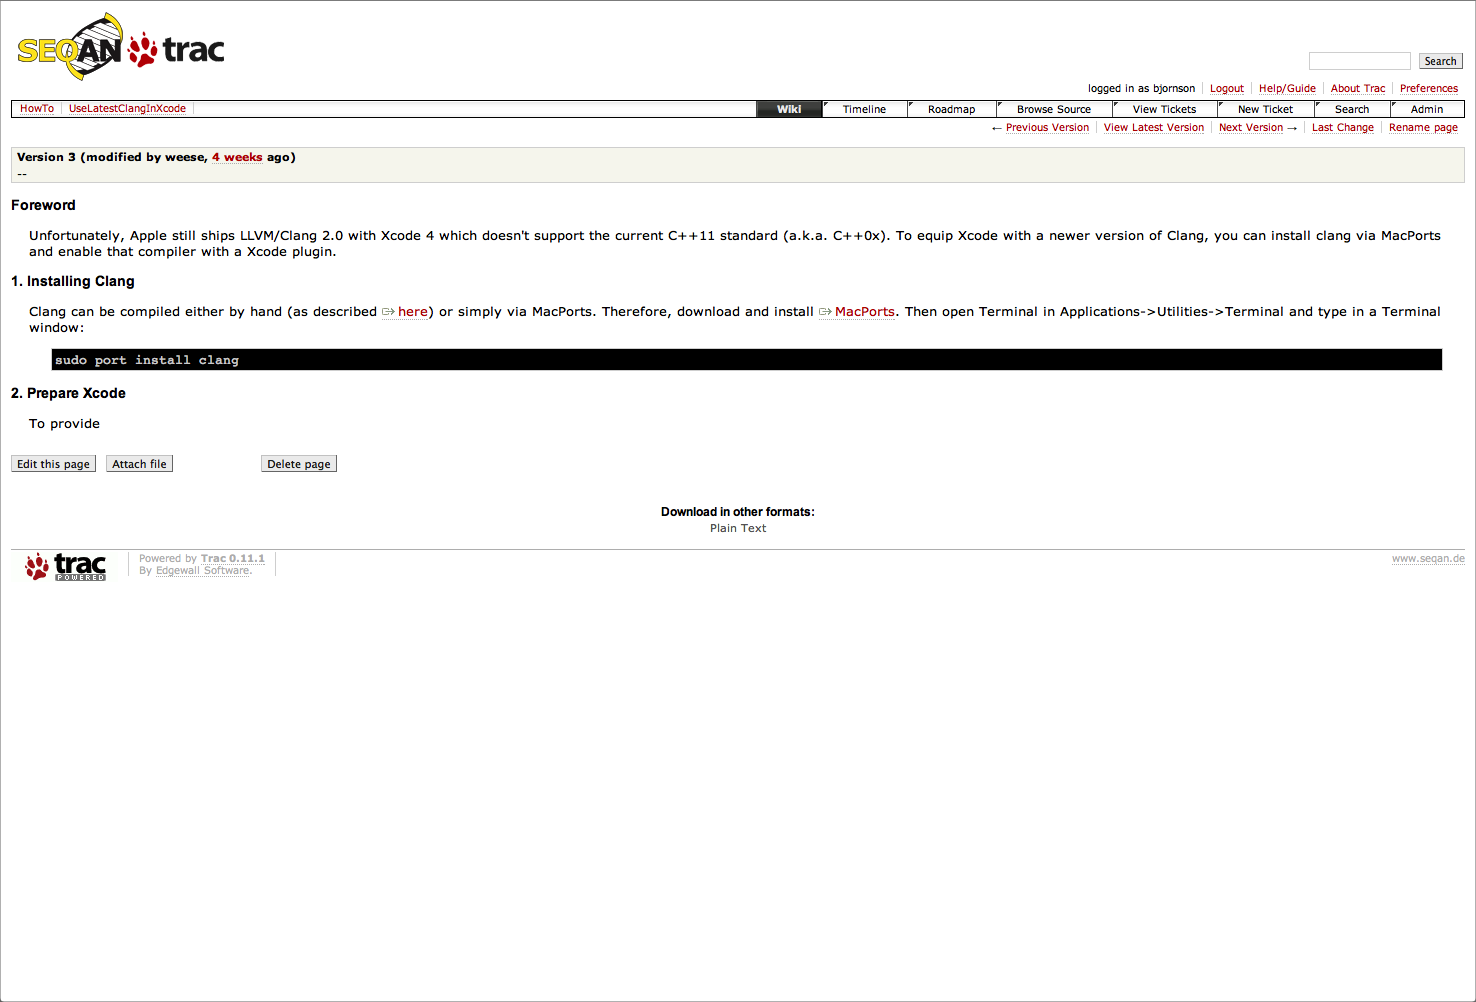 SEQAN trac
Search
logged in as bjornson Logout Help/Guide About Trac Preferences
HowTo UseLatestClangInXcode Wiki Timeline Roadmap Browse Source View Tickets New Ticket Search Admin
← Previous Version View Latest Version Next Version → Last Change Rename page
Version 3 (modified by weese, 4 weeks ago)
--
Foreword
Unfortunately, Apple still ships LLVM/Clang 2.0 with Xcode 4 which doesn't support the current C++11 standard (a.k.a. C++0x). To equip Xcode with a newer version of Clang, you can install clang via MacPorts
and enable that compiler with a Xcode plugin.
1. Installing Clang
Clang can be compiled either by hand (as described here) or simply via MacPorts. Therefore, download and install MacPorts. Then open Terminal in Applications->Utilities->Terminal and type in a Terminal
window:
sudo port install clang
2. Prepare Xcode
To provide
Edit this page Attach file Delete page
Download in other formats:
Plain Text
trac POWERED
Powered by Trac 0.11.1
By Edgewall Software.
www.seqan.de